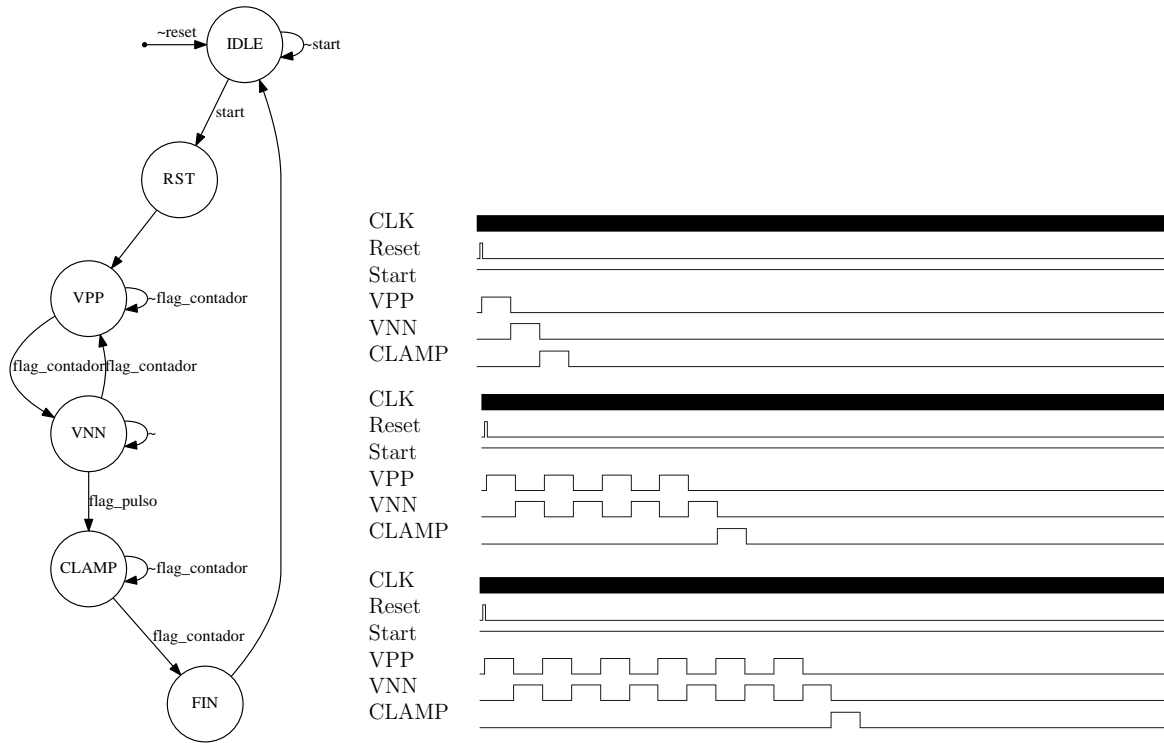 ~reset
IDLE
~start
start
RST
VPP
~flag_contador
flag_contador
flag_contador
VNN
~
flag_pulso
CLAMP
~flag_contador
flag_contador
FIN
CLK
Reset
Start
VPP
VNN
CLAMP
CLK
Reset
Start
VPP
VNN
CLAMP
CLK
Reset
Start
VPP
VNN
CLAMP